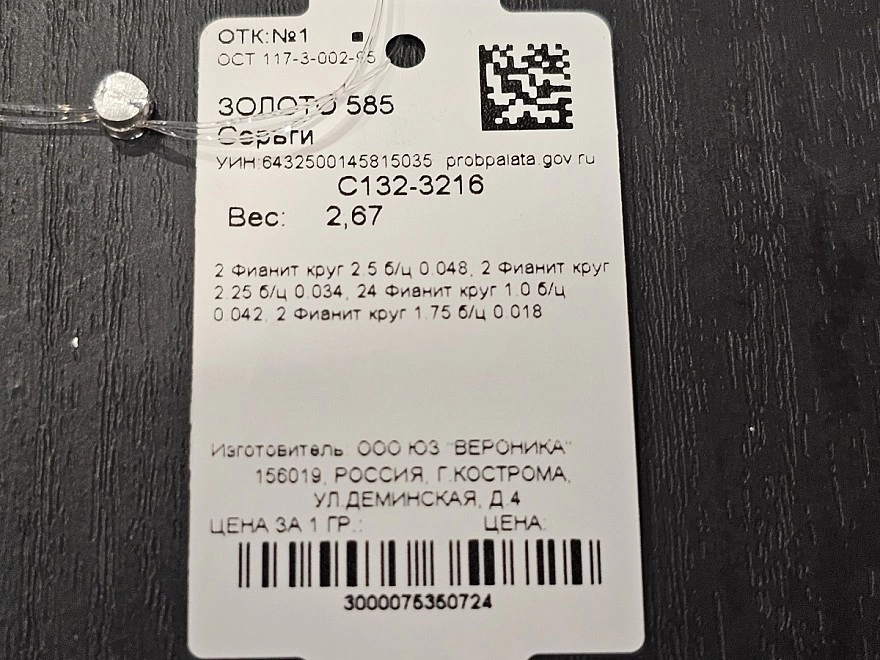 ОТК:№1
ОСТ 117-3-002-95
ЗОЛОТО 585
Серьги
УИН:6432500145815035 probpalata.gov.ru
С132-3216
Вес: 2,67
2 Фианит круг 2.5 б/ц 0.048, 2 Фианит круг
2.25 б/ц 0.034, 24 Фианит круг 1.0 б/ц
0.042, 2 Фианит круг 1.75 б/ц 0.018
Изготовитель: ООО ЮЗ "ВЕРОНИКА"
156019, РОССИЯ, Г.КОСТРОМА,
УЛ.ДЕМИНСКАЯ, Д.4
ЦЕНА ЗА 1 ГР.: ЦЕНА:
3000075350724